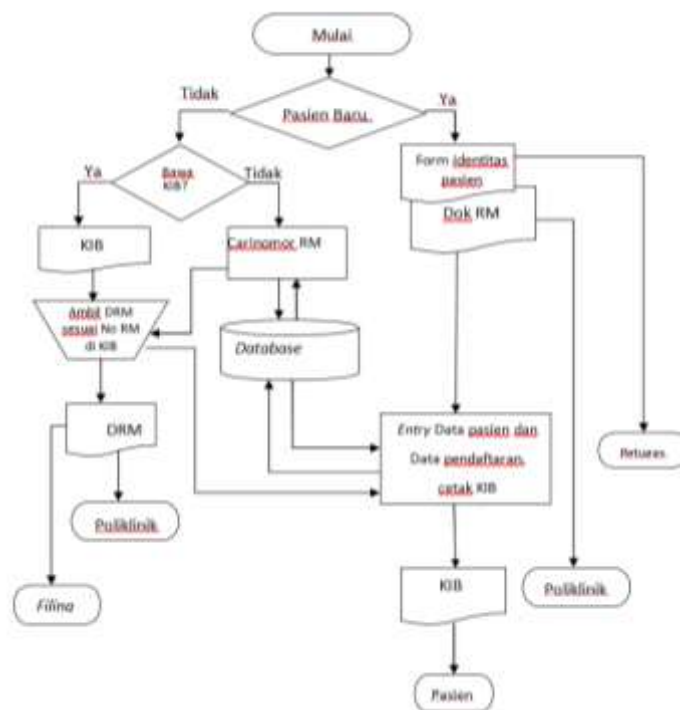 Mulai
Tidak
Pasien Baru
Ya
Ya
Bawa
KIB?
Tidak
Form identitas
pasien
Dok RM
KIB
Carinomor RM
Ambil DRM
sesuai No RM
di KIB
Database
DRM
Entry Data pasien dan
Data pendaftaran,
cetak KIB
Poliklinik
KIB
Poliklinik
Pasien